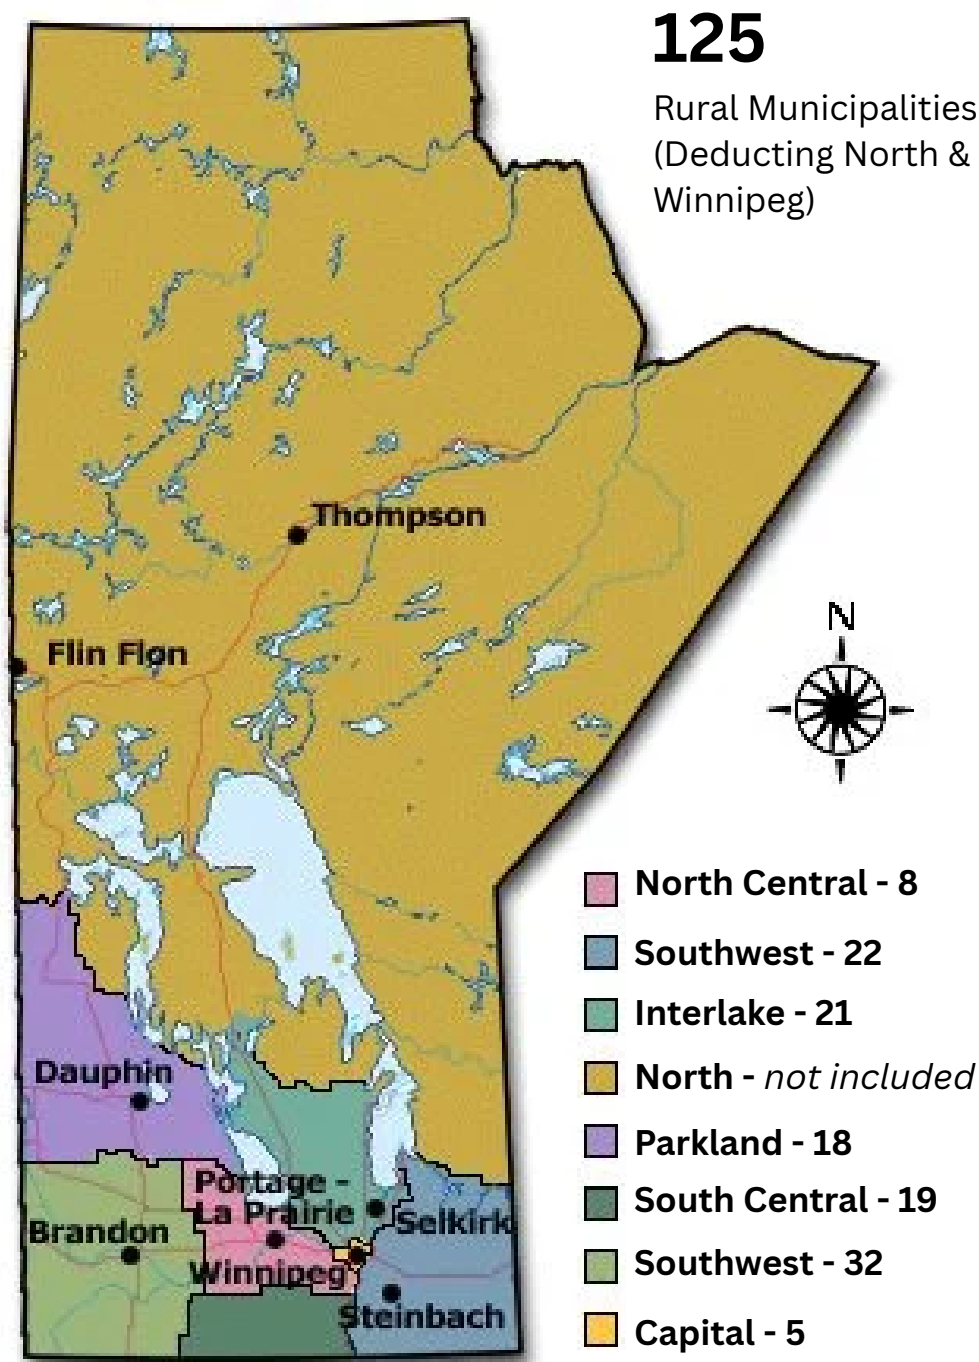 125
Rural Municipalities
(Deducting North &
Winnipeg)
Thompson
N
Flin Flon
North Central - 8
Southwest - 22
Interlake - 21
North - not included
Dauphin
Parkland - 18
Portage -
La Prairie
South Central - 19
Selkirk
Brandon
Southwest - 32
Winnipeg
Steinbach
Capital - 5